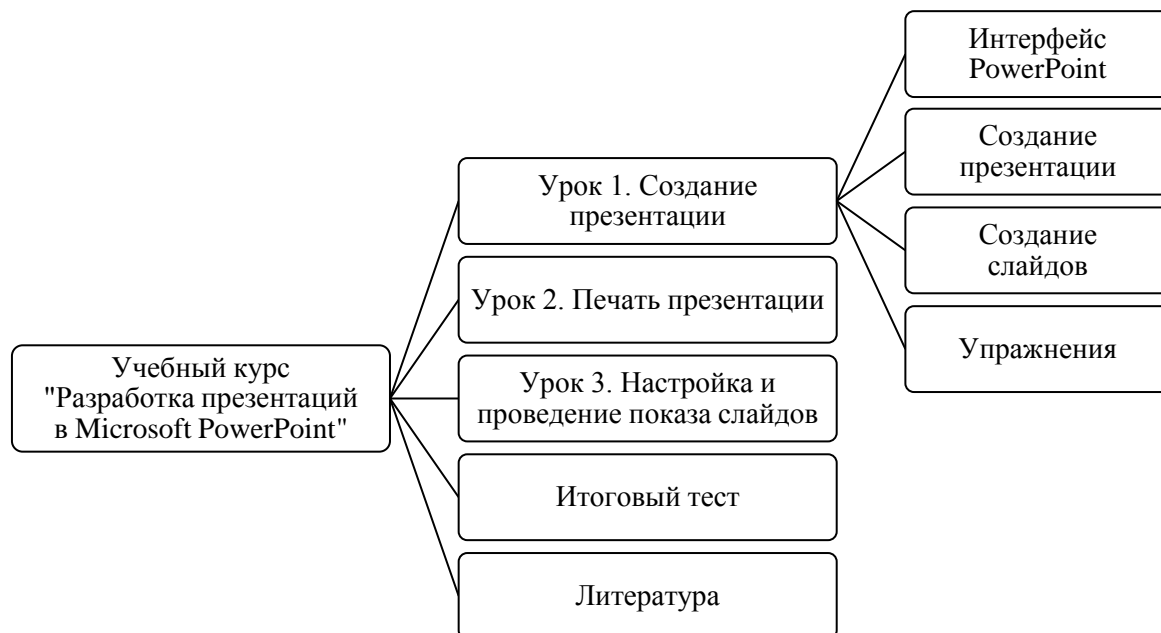 Учебный курс
"Разработка презентаций
в Microsoft PowerPoint"
Урок 1. Создание
презентации
Урок 2. Печать презентации
Урок 3. Настройка и
проведение показа слайдов
Итоговый тест
Литература
Интерфейс
PowerPoint
Создание
презентации
Создание
слайдов
Упражнения